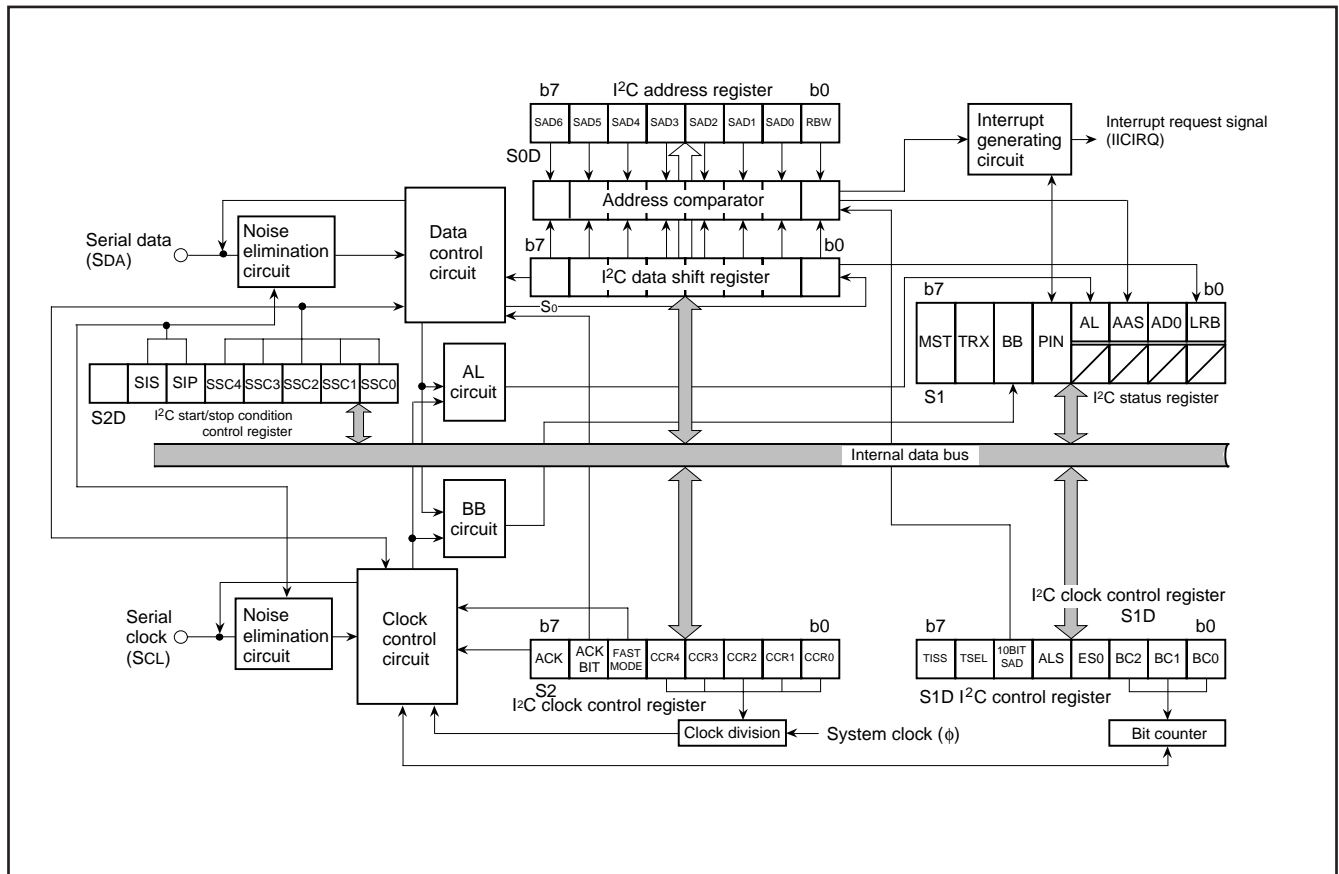 b7 I2C address register b0
SAD6 SAD5 SAD4 SAD3 SAD2 SAD1 SAD0 RBW
S0D
Interrupt
generating
circuit
Interrupt request signal
(IICIRQ)
Address comparator
Serial data
(SDA)
Noise
elimination
circuit
Data
control
circuit
b7 b0
I2C data shift register
S0
b7 b0
MST TRX BB PIN AL AAS AD0 LRB
S1
I2C status register
SIS SIP SSC4 SSC3 SSC2 SSC1 SSC0
S2D
I2C start/stop condition
control register
AL
circuit
Internal data bus
BB
circuit
Serial
clock
(SCL)
Noise
elimination
circuit
Clock
control
circuit
b7 b0
ACK ACK BIT FAST MODE CCR4 CCR3 CCR2 CCR1 CCR0
S2
I2C clock control register
Clock division
System clock (ϕ)
I2C clock control register
S1D
b7 b0
TISS TSEL 10BIT SAD ALS ES0 BC2 BC1 BC0
S1D I2C control register
Bit counter